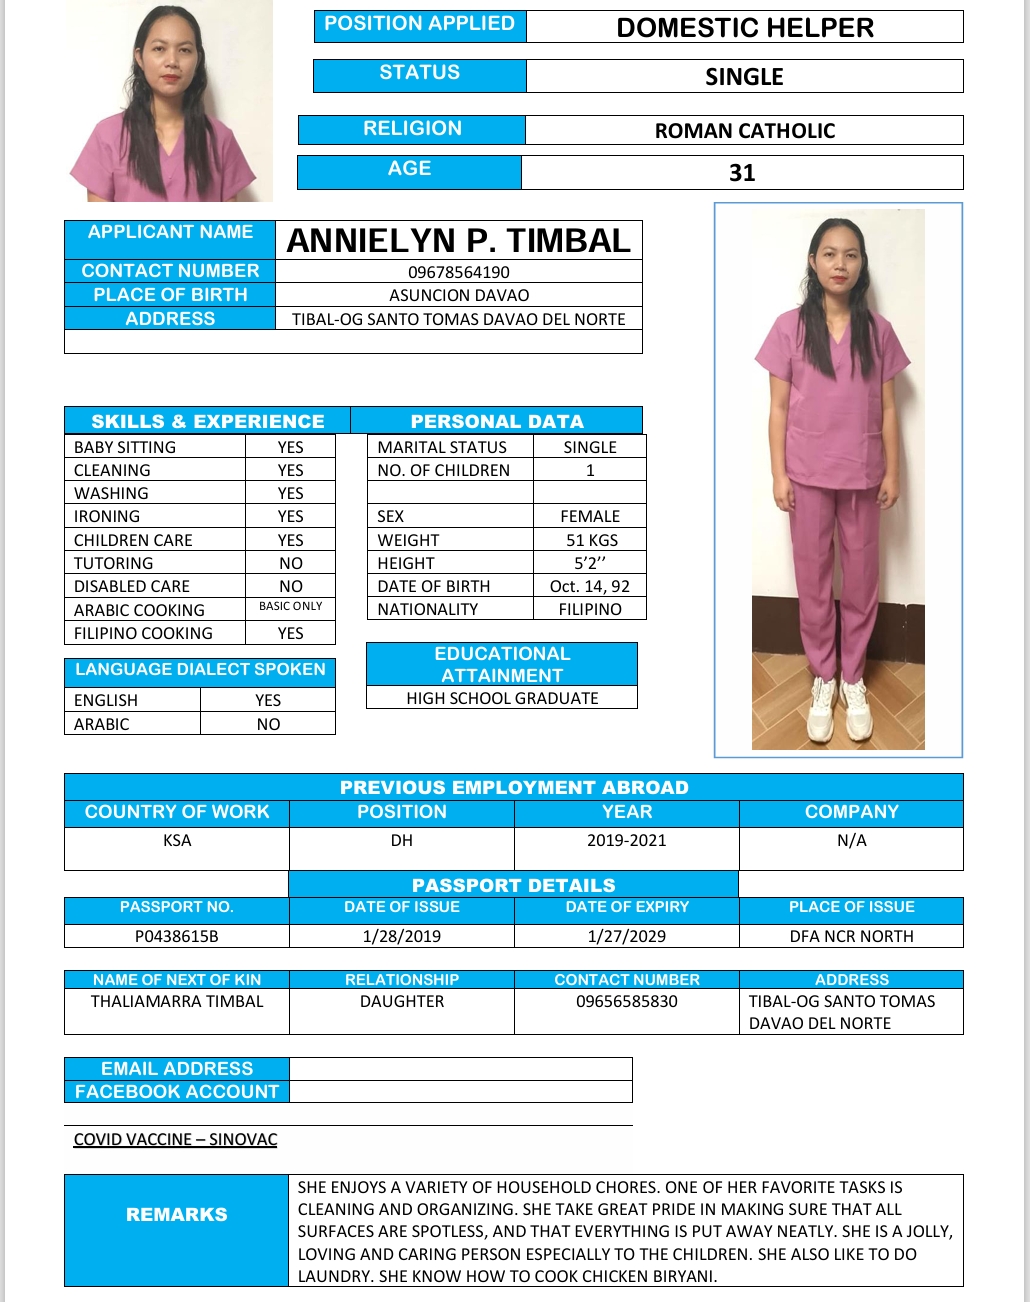 POSITION APPLIED DOMESTIC HELPER
STATUS SINGLE
RELIGION ROMAN CATHOLIC
AGE 31
APPLICANT NAME ANNIELYN P. TIMBAL
CONTACT NUMBER 09678564190
PLACE OF BIRTH ASUNCION DAVAO
ADDRESS TIBAL-OG SANTO TOMAS DAVAO DEL NORTE
SKILLS & EXPERIENCE
BABY SITTING YES
CLEANING YES
WASHING YES
IRONING YES
CHILDREN CARE YES
TUTORING NO
DISABLED CARE NO
ARABIC COOKING BASIC ONLY
FILIPINO COOKING YES
LANGUAGE DIALECT SPOKEN
ENGLISH YES
ARABIC NO
PERSONAL DATA
MARITAL STATUS SINGLE
NO. OF CHILDREN 1
SEX FEMALE
WEIGHT 51 KGS
HEIGHT 5’2’’
DATE OF BIRTH Oct. 14, 92
NATIONALITY FILIPINO
EDUCATIONAL
ATTAINMENT
HIGH SCHOOL GRADUATE
PREVIOUS EMPLOYMENT ABROAD
COUNTRY OF WORK POSITION YEAR COMPANY
KSA DH 2019-2021 N/A
PASSPORT DETAILS
PASSPORT NO. DATE OF ISSUE DATE OF EXPIRY PLACE OF ISSUE
P0438615B 1/28/2019 1/27/2029 DFA NCR NORTH
NAME OF NEXT OF KIN RELATIONSHIP CONTACT NUMBER ADDRESS
THALIAMARRA TIMBAL DAUGHTER 09656585830 TIBAL-OG SANTO TOMAS
DAVAO DEL NORTE
EMAIL ADDRESS
FACEBOOK ACCOUNT
COVID VACCINE – SINOVAC
REMARKS
SHE ENJOYS A VARIETY OF HOUSEHOLD CHORES. ONE OF HER FAVORITE TASKS IS
CLEANING AND ORGANIZING. SHE TAKE GREAT PRIDE IN MAKING SURE THAT ALL
SURFACES ARE SPOTLESS, AND THAT EVERYTHING IS PUT AWAY NEATLY. SHE IS A JOLLY,
LOVING AND CARING PERSON ESPECIALLY TO THE CHILDREN. SHE ALSO LIKE TO DO
LAUNDRY. SHE KNOW HOW TO COOK CHICKEN BIRYANI.